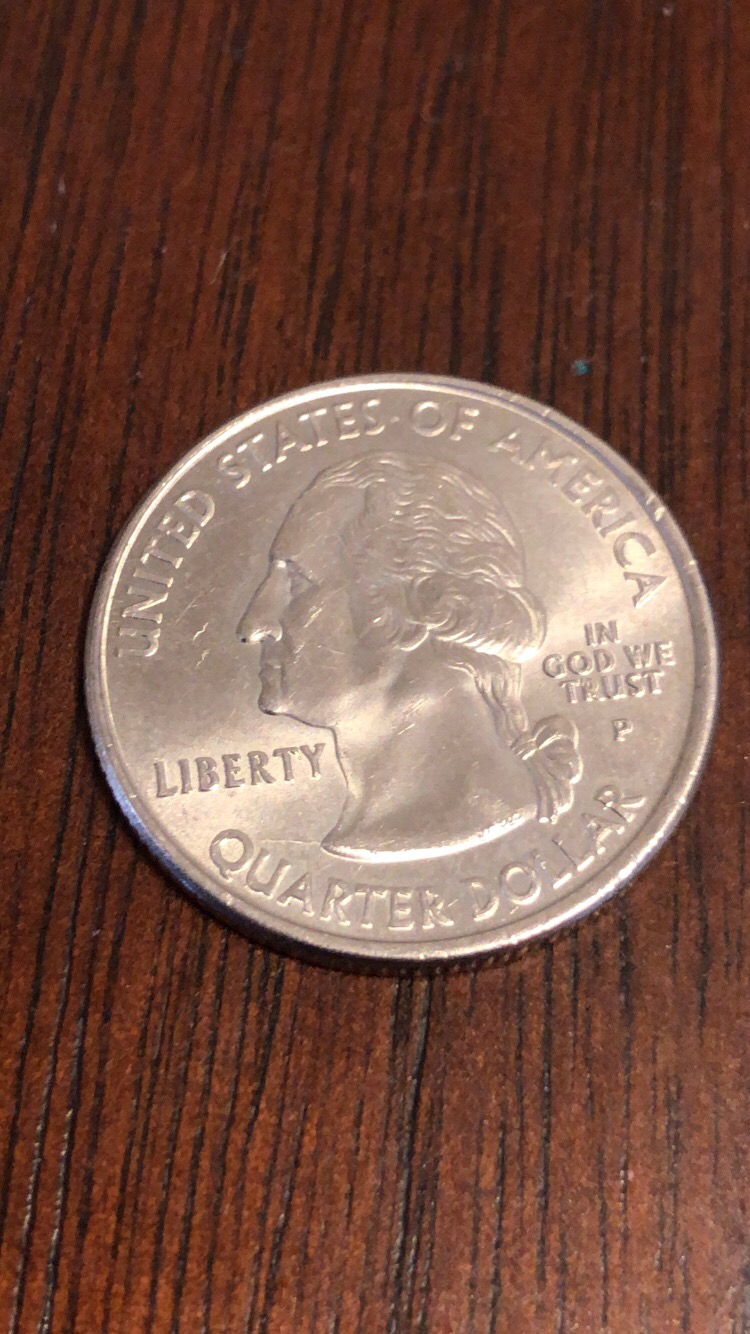 UNITED STATES OF AMERICA
IN
GOD WE
TRUST
P
LIBERTY
QUARTER DOLLAR